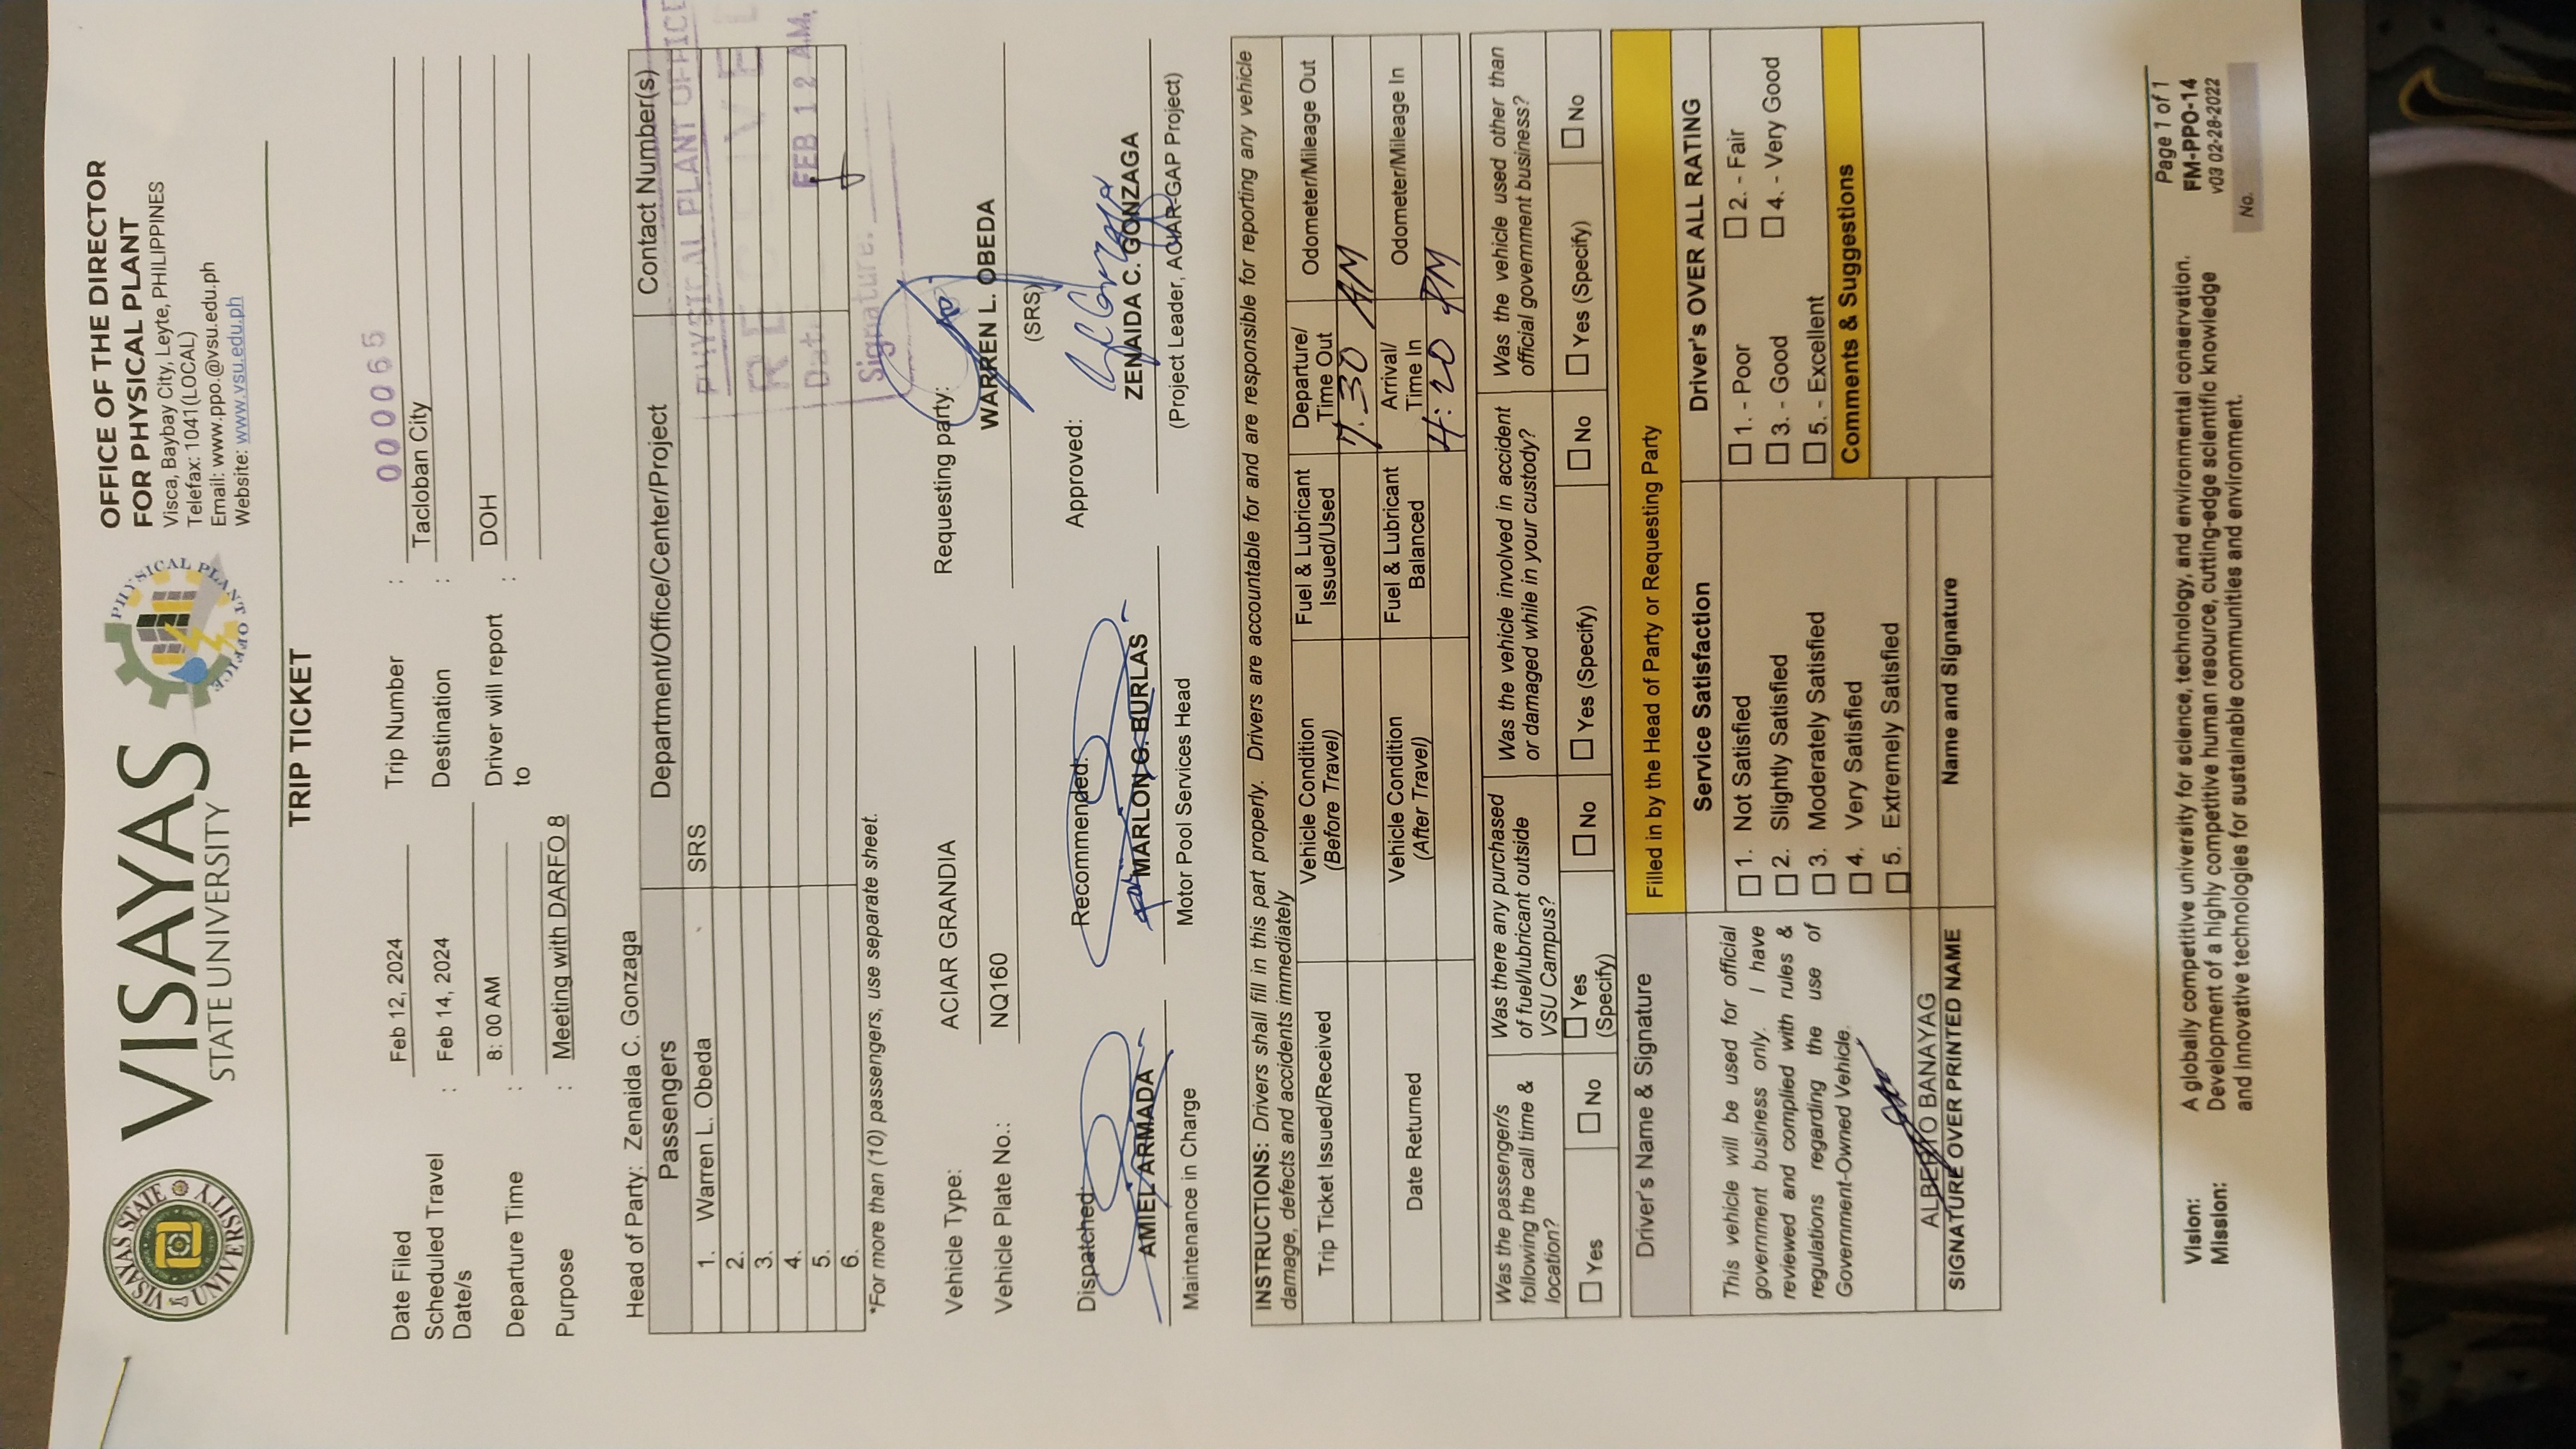 VISAYAS
STATE UNIVERSITY
VISAYAS STATE UNIVERSITY
PHYSICAL PLANT OFFICE
OFFICE OF THE DIRECTOR
FOR PHYSICAL PLANT
Visca, Baybay City, Leyte, PHILIPPINES
Telefax: 1041(LOCAL)
Email: www.ppo.@vsu.edu.ph
Website: www.vsu.edu.ph
TRIP TICKET
000065
Date Filed Feb 12, 2024 Trip Number : Tacloban City
Scheduled Travel Date/s : Feb 14, 2024 Destination :
Departure Time : 8: 00 AM Driver will report to : DOH
Purpose : Meeting with DARFO 8
Head of Party: Zenaida C. Gonzaga
Passengers Department/Office/Center/Project Contact Number(s)
1. Warren L. Obeda SRS
2.
3.
4.
5.
6.
PHYSICAL PLANT OFFICE
FEB 12 AM
Signature:
*For more than (10) passengers, use separate sheet.
Vehicle Type: ACIAR GRANDIA
Vehicle Plate No.: NQ160
Requesting party:
WARREN L. OBEDA
(SRS)
Dispatched: Recommended: Approved:
AMIEL ARMADA for MARLON G. BURLAS ZENAIDA C. GONZAGA
Maintenance in Charge Motor Pool Services Head (Project Leader, ACIAR-GAP Project)
INSTRUCTIONS: Drivers shall fill in this part properly. Drivers are accountable for and are responsible for reporting any vehicle
damage, defects and accidents immediately
Trip Ticket Issued/Received Vehicle Condition (Before Travel) Fuel & Lubricant Issued/Used Departure/ Time Out Odometer/Mileage Out
7:30 AM
Date Returned Vehicle Condition (After Travel) Fuel & Lubricant Balanced Arrival/ Time In Odometer/Mileage In
4:20 PM
Was the passenger/s following the call time & location? Was there any purchased of fuel/lubricant outside VSU Campus? Was the vehicle involved in accident or damaged while in your custody? Was the vehicle used other than official government business?
Yes No Yes (Specify) No Yes (Specify) No Yes (Specify) No
Driver's Name & Signature Filled in by the Head of Party or Requesting Party
Service Satisfaction Driver's OVER ALL RATING
This vehicle will be used for official
government business only. I have
reviewed and complied with rules &
regulations regarding the use of
Government-Owned Vehicle.
1. Not Satisfied
2. Slightly Satisfied
3. Moderately Satisfied
4. Very Satisfied
5. Extremely Satisfied
1. - Poor 2. - Fair
3. - Good 4. - Very Good
5. - Excellent
Comments & Suggestions
ALBERTO BANAYAG
SIGNATURE OVER PRINTED NAME Name and Signature
Vision: A globally competitive university for science, technology, and environmental conservation.
Mission: Development of a highly competitive human resource, cutting-edge scientific knowledge
and innovative technologies for sustainable communities and environment.
Page 1 of 1
FM-PPO-14
v03 02-28-2022
No.